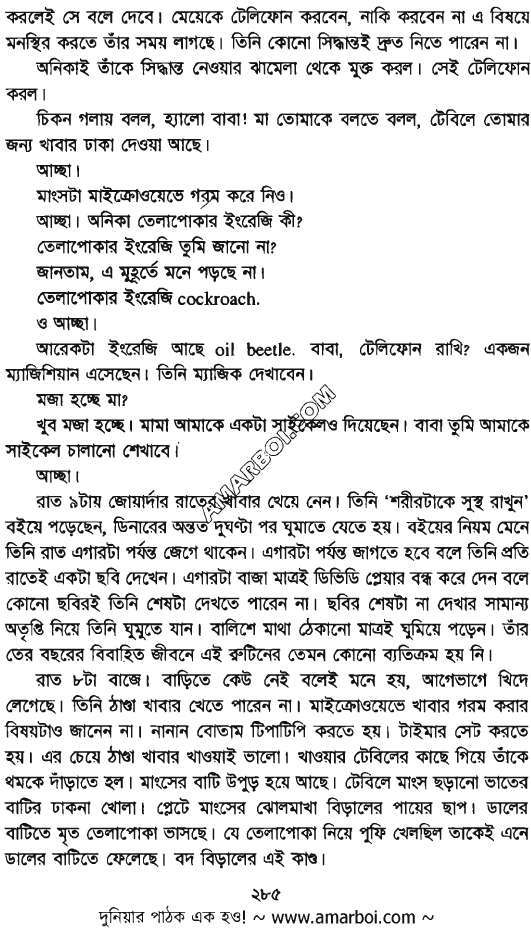 করলেই সে বলে দেবে। মেয়েকে টেলিফোন করবেন, নাকি করবেন না এ বিষয়ে
মনস্থির করতে তাঁর সময় লাগছে। তিনি কোনো সিদ্ধান্তই দ্রুত নিতে পারেন না।
অনিকাই তাঁকে সিদ্ধান্ত নেওয়ার ঝামেলা থেকে মুক্ত করল। সেই টেলিফোন
করল।
চিকন গলায় বলল, হ্যালো বাবা! মা তোমাকে বলতে বলল, টেবিলে তোমার
জন্য খাবার ঢাকা দেওয়া আছে।
আচ্ছা।
মাংসটা মাইক্রোওয়েভে গরম করে নিও।
আচ্ছা। অনিকা তেলাপোকার ইংরেজি কী?
তেলাপোকার ইংরেজি তুমি জানো না?
জানতাম, এ মুহূর্তে মনে পড়ছে না।
তেলাপোকার ইংরেজি cockroach.
ও আচ্ছা।
আরেকটা ইংরেজি আছে oil beetle. বাবা, টেলিফোন রাখি? একজন
ম্যাজিশিয়ান এসেছেন। তিনি ম্যাজিক দেখাবেন।
মজা হচ্ছে মা?
খুব মজা হচ্ছে। মামা আমাকে একটা সাইকেলও দিয়েছেন। বাবা তুমি আমাকে
সাইকেল চালানো শেখাবে।
আচ্ছা।
রাত ৯টায় জোয়ার্দার রাতের খাবার খেয়ে নেন। তিনি ‘শরীরটাকে সুস্থ রাখুন’
বইয়ে পড়েছেন, ডিনারের অন্তত দুঘণ্টা পর ঘুমাতে যেতে হয়। বইয়ের নিয়ম মেনে
তিনি রাত এগারটা পর্যন্ত জেগে থাকেন। এগারটা পর্যন্ত জাগতে হবে বলে তিনি প্রতি
রাতেই একটা ছবি দেখেন। এগারটা বাজা মাত্রই ডিভিডি প্লেয়ার বন্ধ করে দেন বলে
কোনো ছবিরই তিনি শেষটা দেখতে পারেন না। ছবির শেষটা না দেখার সামান্য
অতৃপ্তি নিয়ে তিনি ঘুমুতে যান। বালিশে মাথা ঠেকানো মাত্রই ঘুমিয়ে পড়েন। তাঁর
তের বছরের বিবাহিত জীবনে এই রুটিনের তেমন কোনো ব্যতিক্রম হয় নি।
রাত ৮টা বাজে। বাড়িতে কেউ নেই বলেই মনে হয়, আগেভাগে খিদে
লেগেছে। তিনি ঠাণ্ডা খাবার খেতে পারেন না। মাইক্রোওয়েভে খাবার গরম করার
বিষয়টাও জানেন না। নানান বোতাম টিপাটিপি করতে হয়। টাইমার সেট করতে
হয়। এর চেয়ে ঠাণ্ডা খাবার খাওয়াই ভালো। খাওয়ার টেবিলের কাছে গিয়ে তাঁকে
থমকে দাঁড়াতে হল। মাংসের বাটি উপুড় হয়ে আছে। টেবিলে মাংস ছড়ানো ভাতের
বাটির ঢাকনা খোলা। প্লেটে মাংসের ঝোলমাখা বিড়ালের পায়ের ছাপ। ডালের
বাটিতে মৃত তেলাপোকা ভাসছে। যে তেলাপোকা নিয়ে পুফি খেলছিল তাকেই এনে
ডালের বাটিতে ফেলেছে। বদ বিড়ালের এই কাণ্ড।
২৮৫
দুনিয়ার পাঠক এক হও! ~ www.amarboi.com ~
AMARBOI.COM